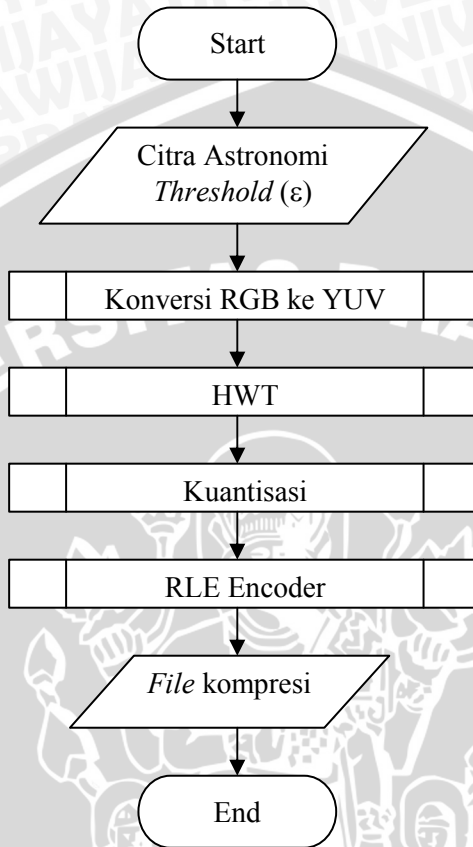 Start
Citra Astronomi
Threshold (ε)
Konversi RGB ke YUV
HWT
Kuantisasi
RLE Encoder
File kompresi
End